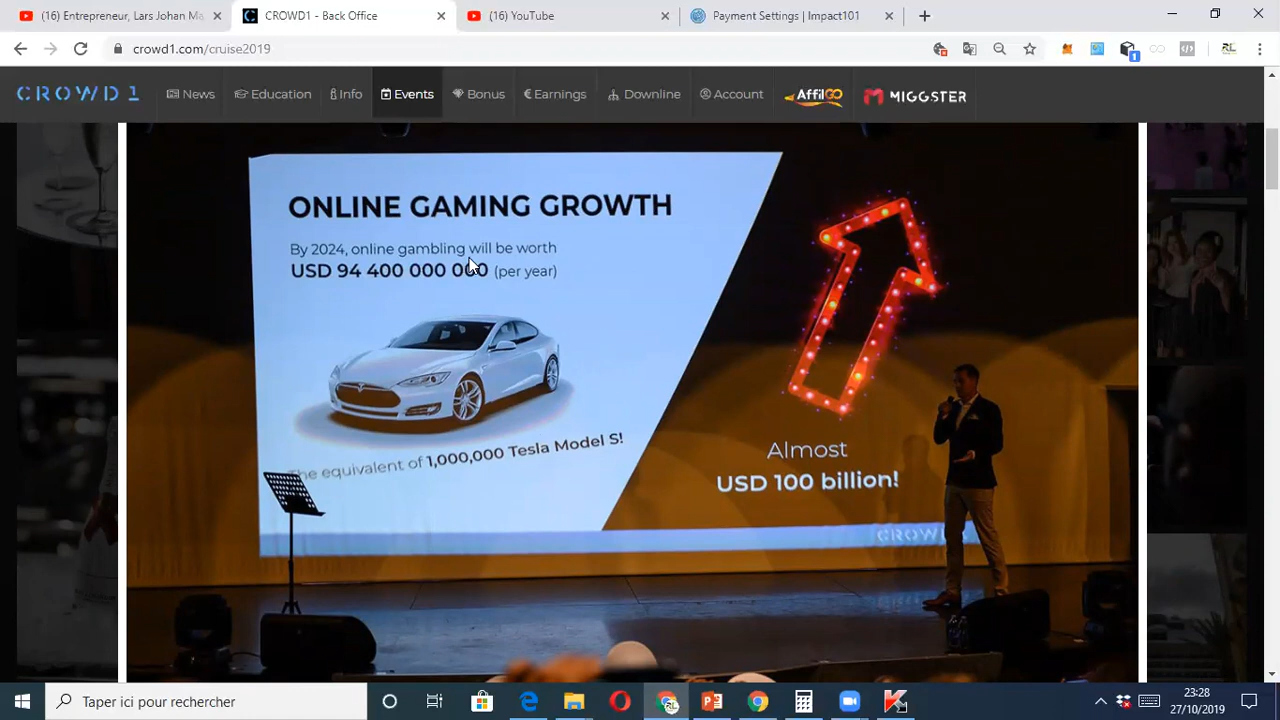 (16) Entrepreneur, Lars Johan Ma
CROWD1 - Back Office
(16) YouTube
Payment Settings | Impact101
crowd1.com/cruise2019
CROWD1
News
Education
Info
Events
Bonus
Earnings
Downline
Account
AffilGO
MIGGSTER
ONLINE GAMING GROWTH
By 2024, online gambling will be worth
USD 94 400 000 000 (per year)
The equivalent of 1,000,000 Tesla Model S!
Almost
USD 100 billion!
CROWD1
Taper ici pour rechercher
23:28
27/10/2019